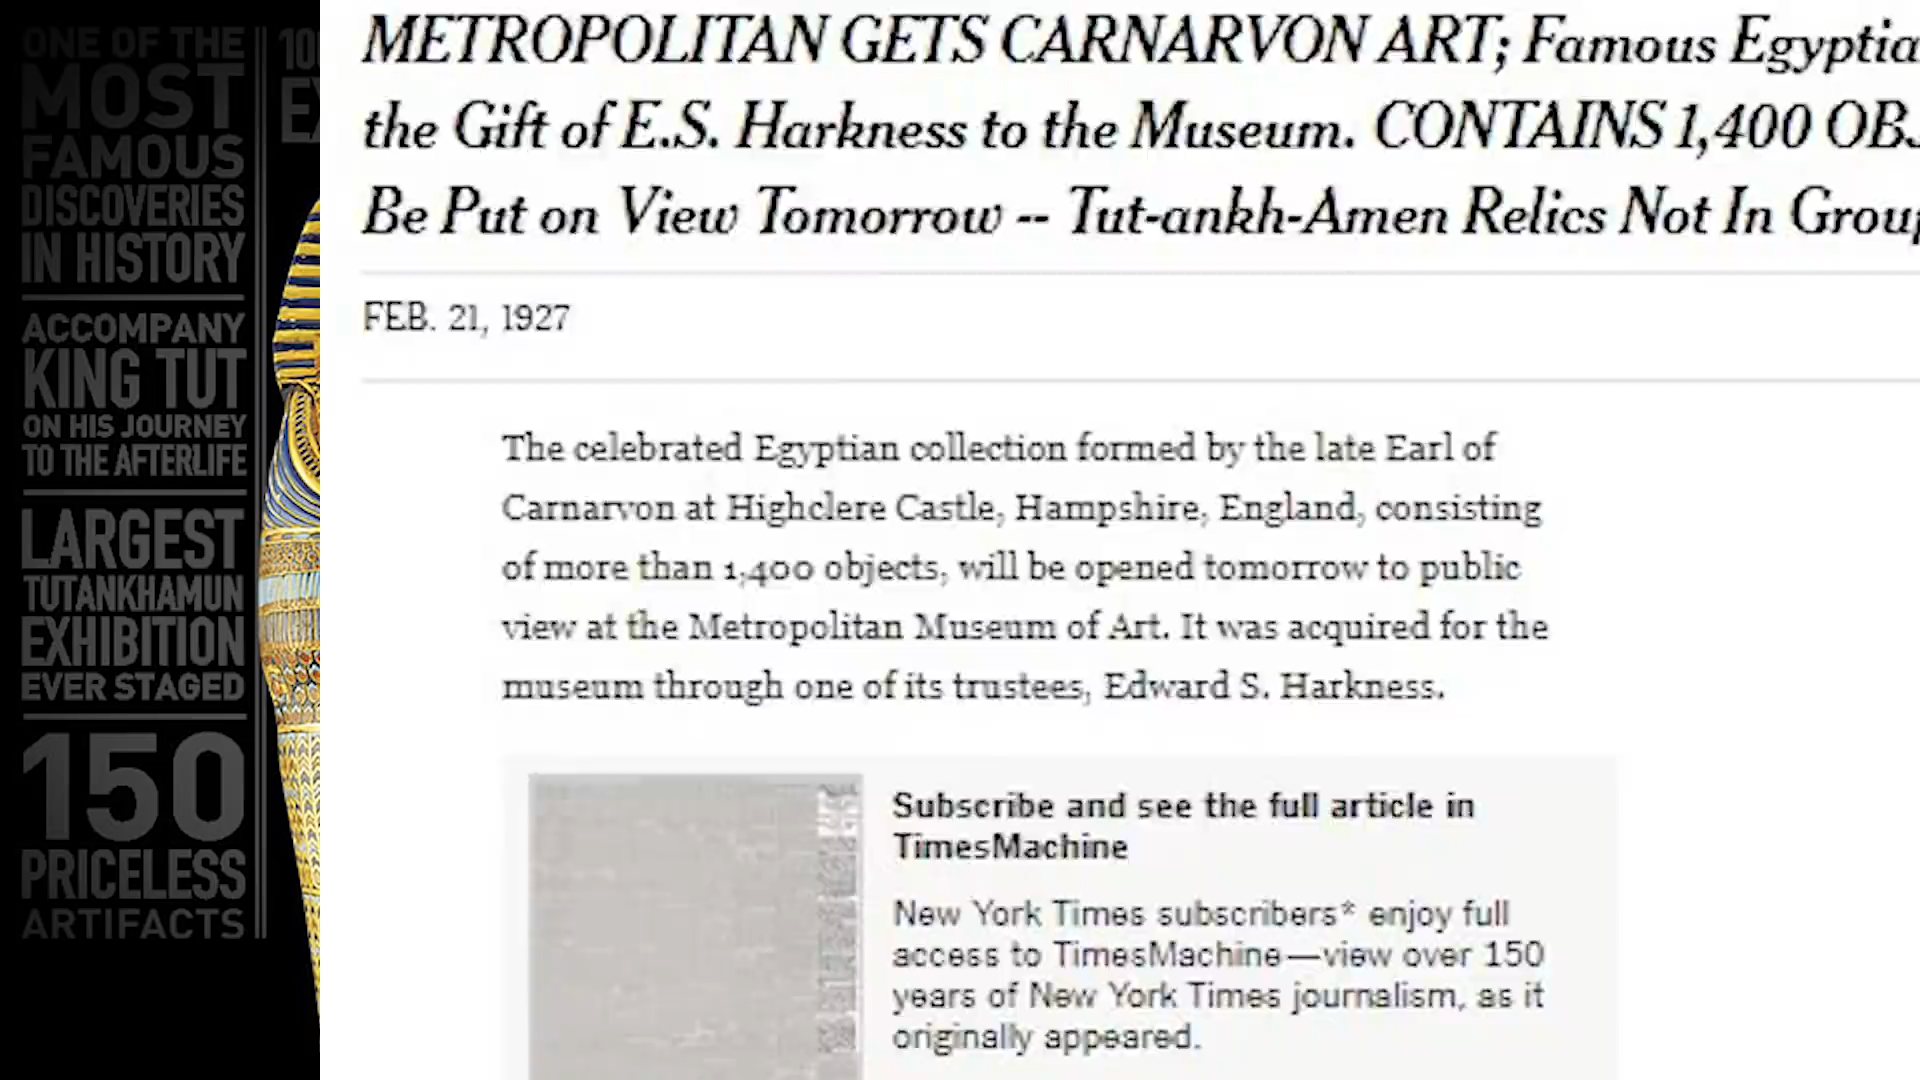 ONE OF THE
MOST
FAMOUS
DISCOVERIES
IN HISTORY
ACCOMPANY
KING TUT
ON HIS JOURNEY
TO THE AFTERLIFE
LARGEST
TUTANKHAMUN
EXHIBITION
EVER STAGED
150
PRICELESS
ARTIFACTS
METROPOLITAN GETS CARNARVON ART; Famous Egyptia
the Gift of E.S. Harkness to the Museum. CONTAINS 1,400 OBJ
Be Put on View Tomorrow -- Tut-ankh-Amen Relics Not In Group
FEB. 21, 1927
The celebrated Egyptian collection formed by the late Earl of
Carnarvon at Highclere Castle, Hampshire, England, consisting
of more than 1,400 objects, will be opened tomorrow to public
view at the Metropolitan Museum of Art. It was acquired for the
museum through one of its trustees, Edward S. Harkness.
Subscribe and see the full article in
TimesMachine
New York Times subscribers* enjoy full
access to TimesMachine—view over 150
years of New York Times journalism, as it
originally appeared.